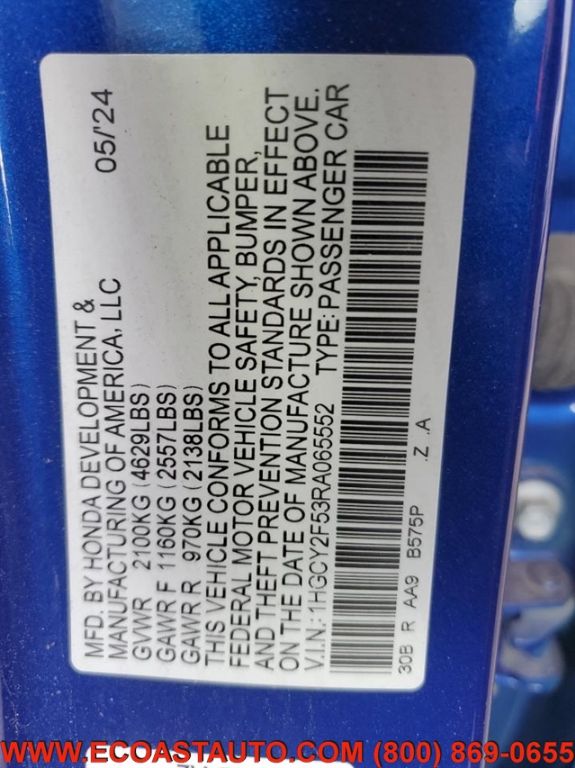 MFD. BY HONDA DEVELOPMENT &
MANUFACTURING OF AMERICA, LLC 05/'24
GVWR 2100KG (4629LBS)
GAWR F 1160KG (2557LBS)
GAWR R 970KG (2138LBS)
THIS VEHICLE CONFORMS TO ALL APPLICABLE
FEDERAL MOTOR VEHICLE SAFETY, BUMPER,
AND THEFT PREVENTION STANDARDS IN EFFECT
ON THE DATE OF MANUFACTURE SHOWN ABOVE.
V.I.N.: 1HGCY2F53RA065552 TYPE: PASSENGER CAR
30B R AA9 B575P .Z .A
WWW.ECOASTAUTO.COM (800) 869-0655